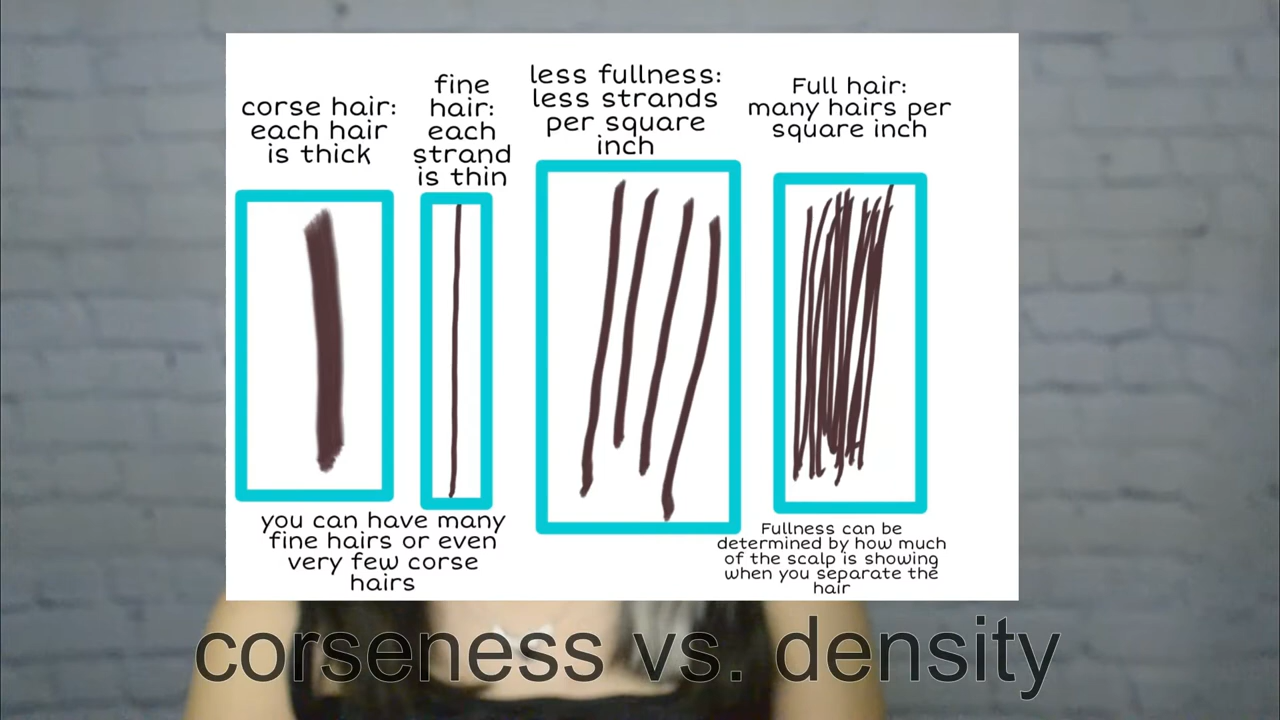 corse hair:
each hair
is thick
fine
hair:
each
strand
is thin
less fullness:
less strands
per square
inch
Full hair:
many hairs per
square inch
you can have many
fine hairs or even
very few corse
hairs
Fullness can be
determined by how much
of the scalp is showing
when you separate the
hair
corseness vs. density